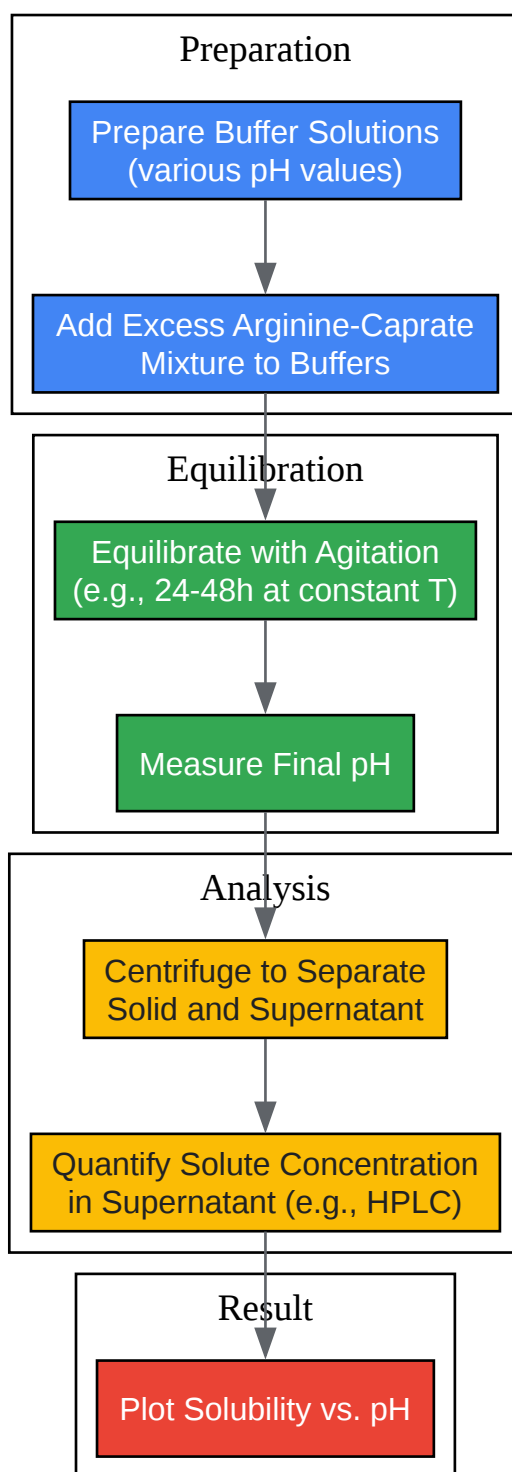 Preparation
Prepare Buffer Solutions
(various pH values)
Add Excess Arginine-Caprate
Mixture to Buffers
Equilibration
Equilibrate with Agitation
(e.g., 24-48h at constant T)
Measure Final pH
Analysis
Centrifuge to Separate
Solid and Supernatant
Quantify Solute Concentration
in Supernatant (e.g., HPLC)
Result
Plot Solubility vs. pH